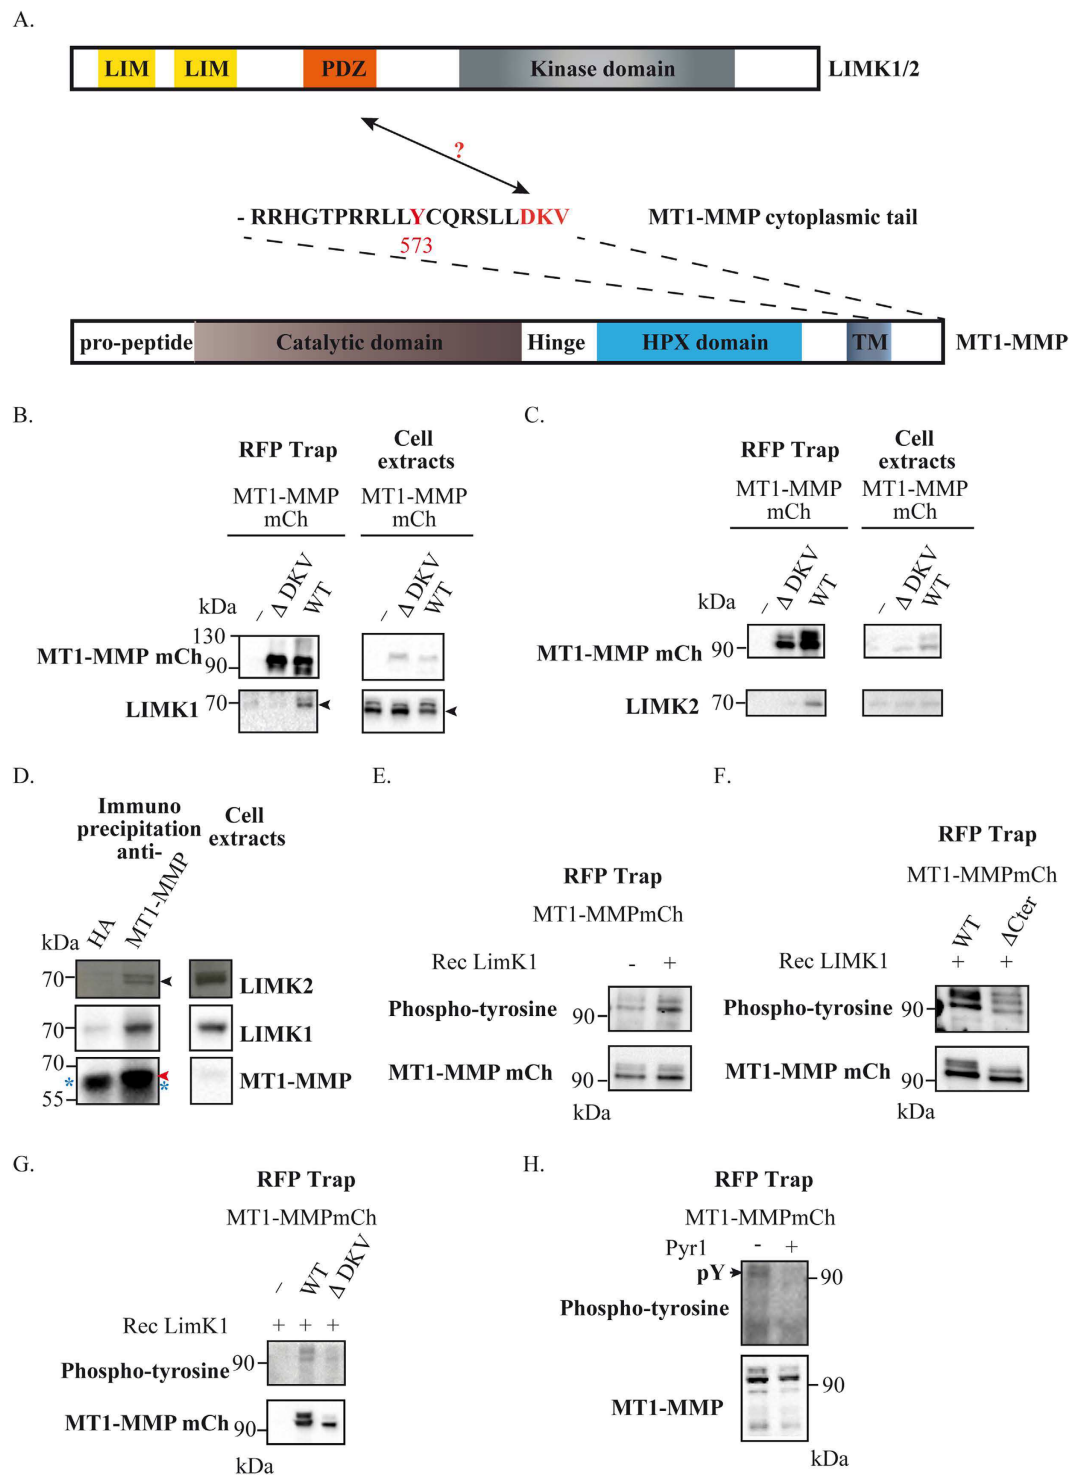 A.
LIM LIM PDZ Kinase domain LIMK1/2
?
- RRHGTPRRLLYCQRSLLDKV MT1-MMP cytoplasmic tail
573
pro-peptide Catalytic domain Hinge HPX domain TM MT1-MMP
B.
RFP Trap Cell extracts
MT1-MMP mCh MT1-MMP mCh
kDa – Δ DKV WT – Δ DKV WT
130
MT1-MMP mCh 90
LIMK1 70
C.
RFP Trap Cell extracts
MT1-MMP mCh MT1-MMP mCh
kDa – Δ DKV WT – Δ DKV WT
MT1-MMP mCh 90
LIMK2 70
D.
Immuno precipitation anti- Cell extracts
kDa HA MT1-MMP
70 LIMK2
70 LIMK1
70
* * MT1-MMP
55
E.
RFP Trap
MT1-MMPmCh
Rec LimK1 - +
Phospho-tyrosine 90
MT1-MMP mCh 90
kDa
F.
RFP Trap
MT1-MMPmCh
WT ΔCter
Rec LIMK1 + +
Phospho-tyrosine 90
MT1-MMP mCh 90
kDa
G.
RFP Trap
MT1-MMPmCh
– WT Δ DKV
Rec LimK1 + + +
Phospho-tyrosine 90
MT1-MMP mCh 90
kDa
H.
RFP Trap
MT1-MMPmCh
Pyr1 - +
pY 90
Phospho-tyrosine
90
MT1-MMP
kDa